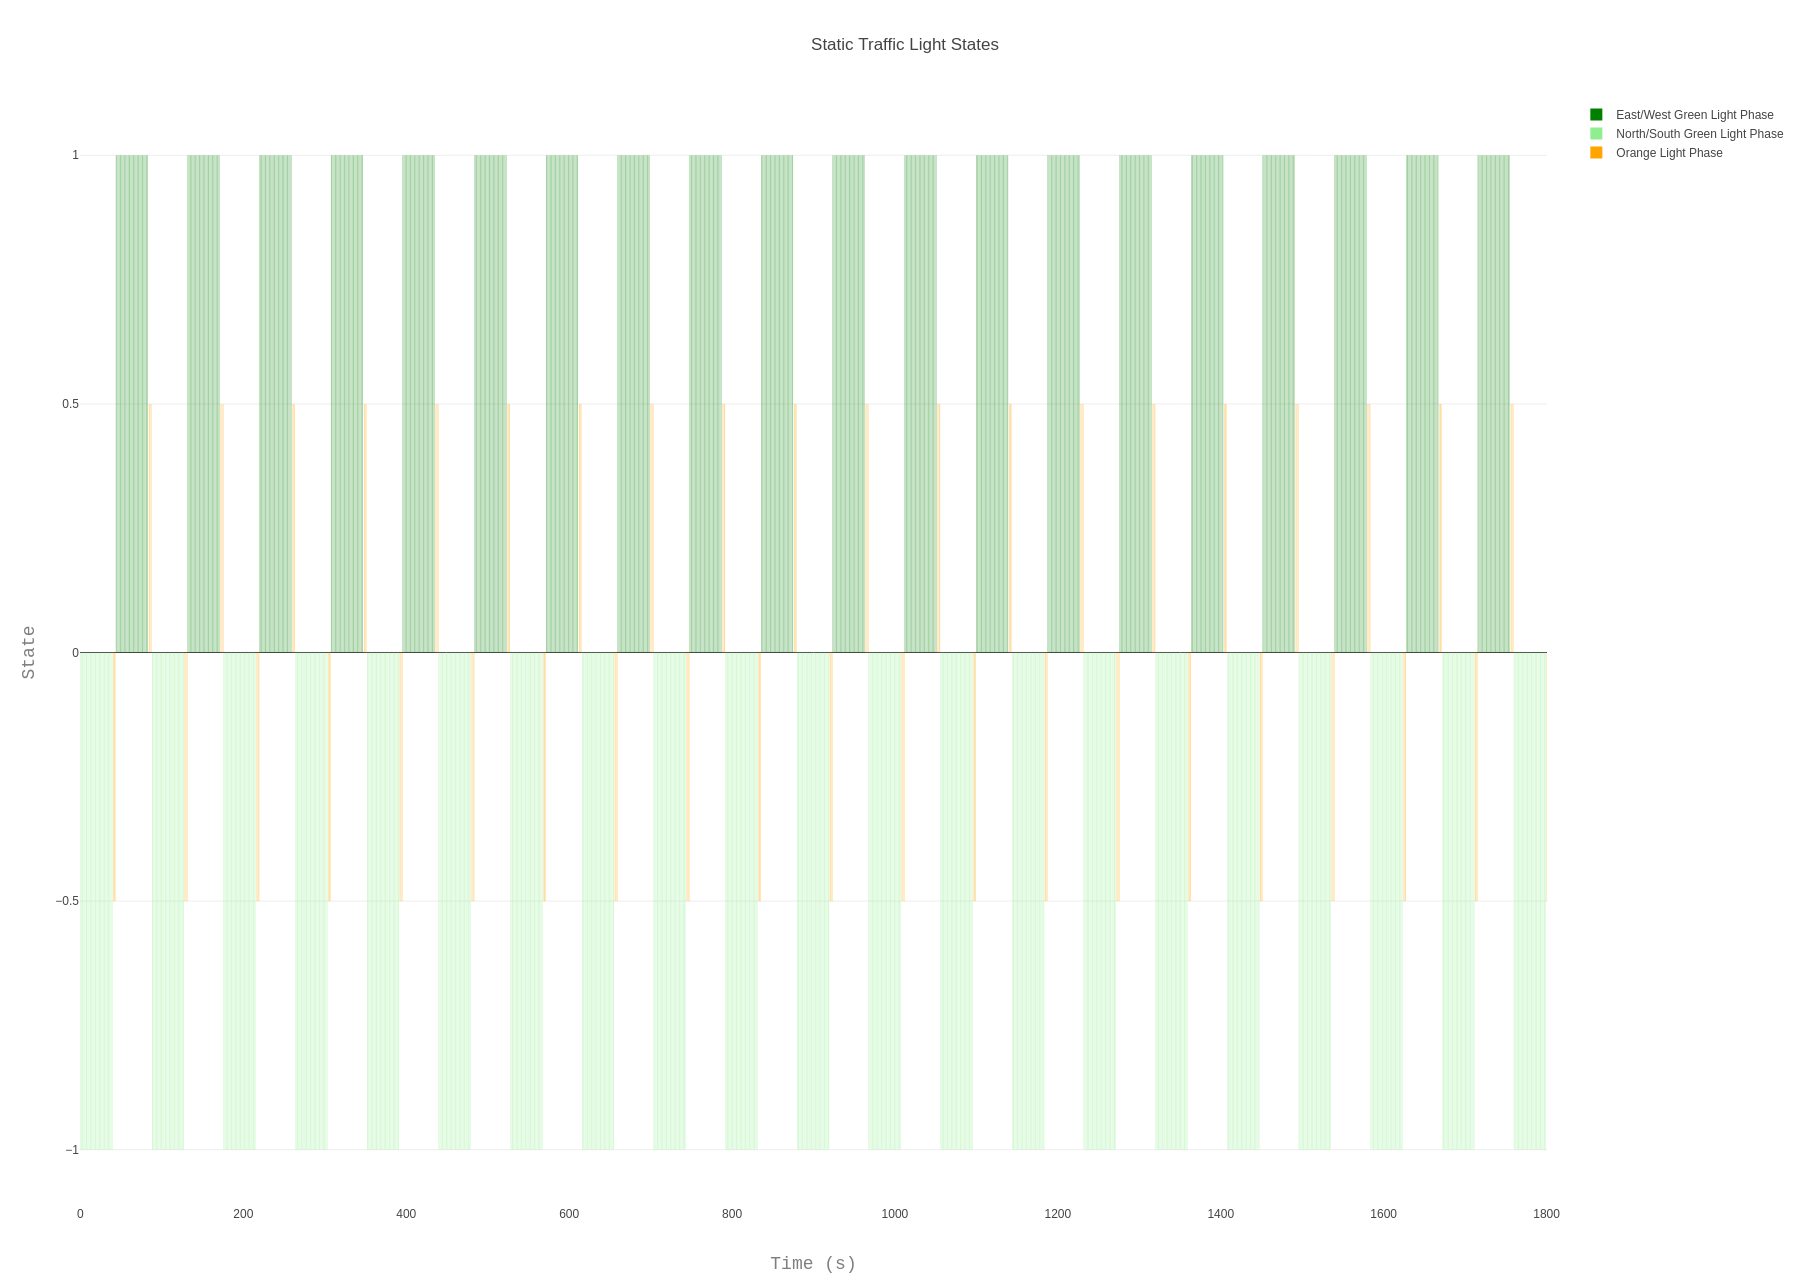 Static Traffic Light States
East/West Green Light Phase
North/South Green Light Phase
Orange Light Phase
1
0.5
0
−0.5
−1
State
0 200 400 600 800 1000 1200 1400 1600 1800
Time (s)